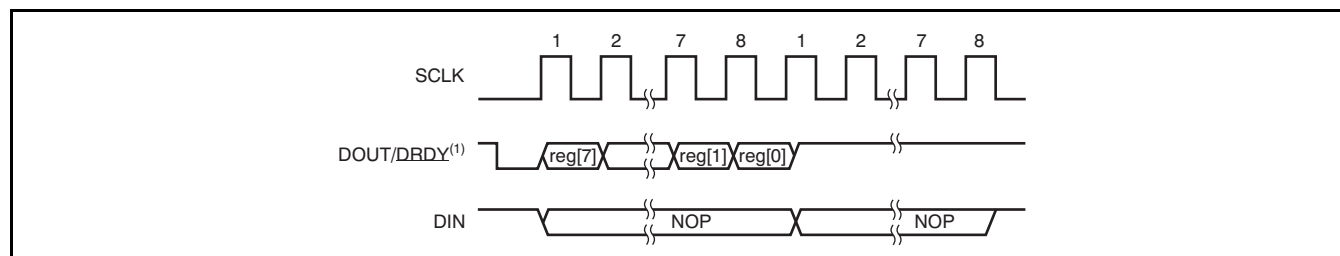 1 2 7 8 1 2 7 8
SCLK
DOUT/DRDY(1) reg[7] reg[1] reg[0]
DIN NOP NOP